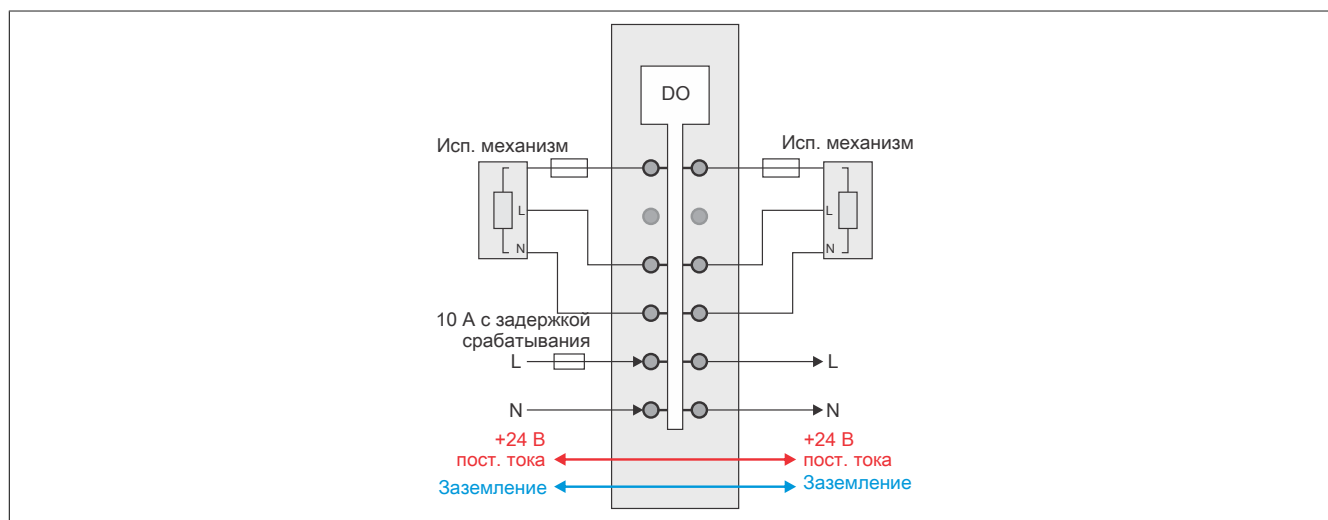 DO
Исп. механизм
Исп. механизм
L
L
N
N
10 А с задержкой
срабатывания
L
L
N
N
+24 В
пост. тока
+24 В
пост. тока
Заземление
Заземление